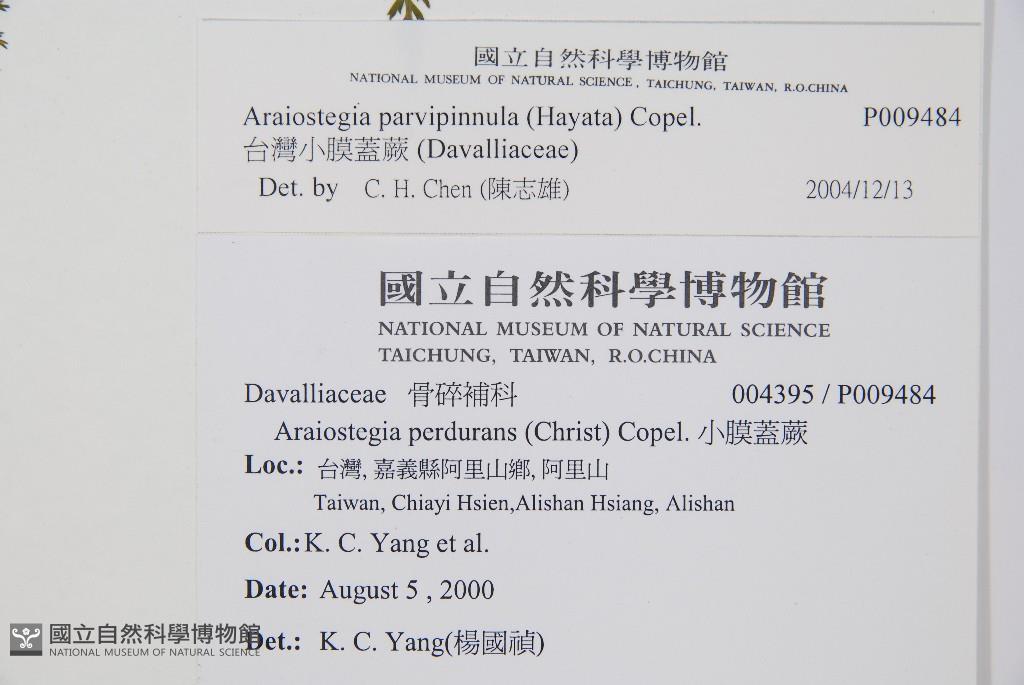 國立自然科學博物館
NATIONAL MUSEUM OF NATURAL SCIENCE, TAICHUNG, TAIWAN, R.O.CHINA
Araiostegia parvipinnula (Hayata) Copel. P009484
台灣小膜蓋蕨 (Davalliaceae)
Det. by C. H. Chen (陳志雄) 2004/12/13
國立自然科學博物館
NATIONAL MUSEUM OF NATURAL SCIENCE
TAICHUNG, TAIWAN, R.O.CHINA
Davalliaceae 骨碎補科 004395 / P009484
Araiostegia perdurans (Christ) Copel. 小膜蓋蕨
Loc.: 台灣, 嘉義縣阿里山鄉, 阿里山
Taiwan, Chiayi Hsien,Alishan Hsiang, Alishan
Col.: K. C. Yang et al.
Date: August 5 , 2000
Det.: K. C. Yang(楊國禎)
國立自然科學博物館
NATIONAL MUSEUM OF NATURAL SCIENCE